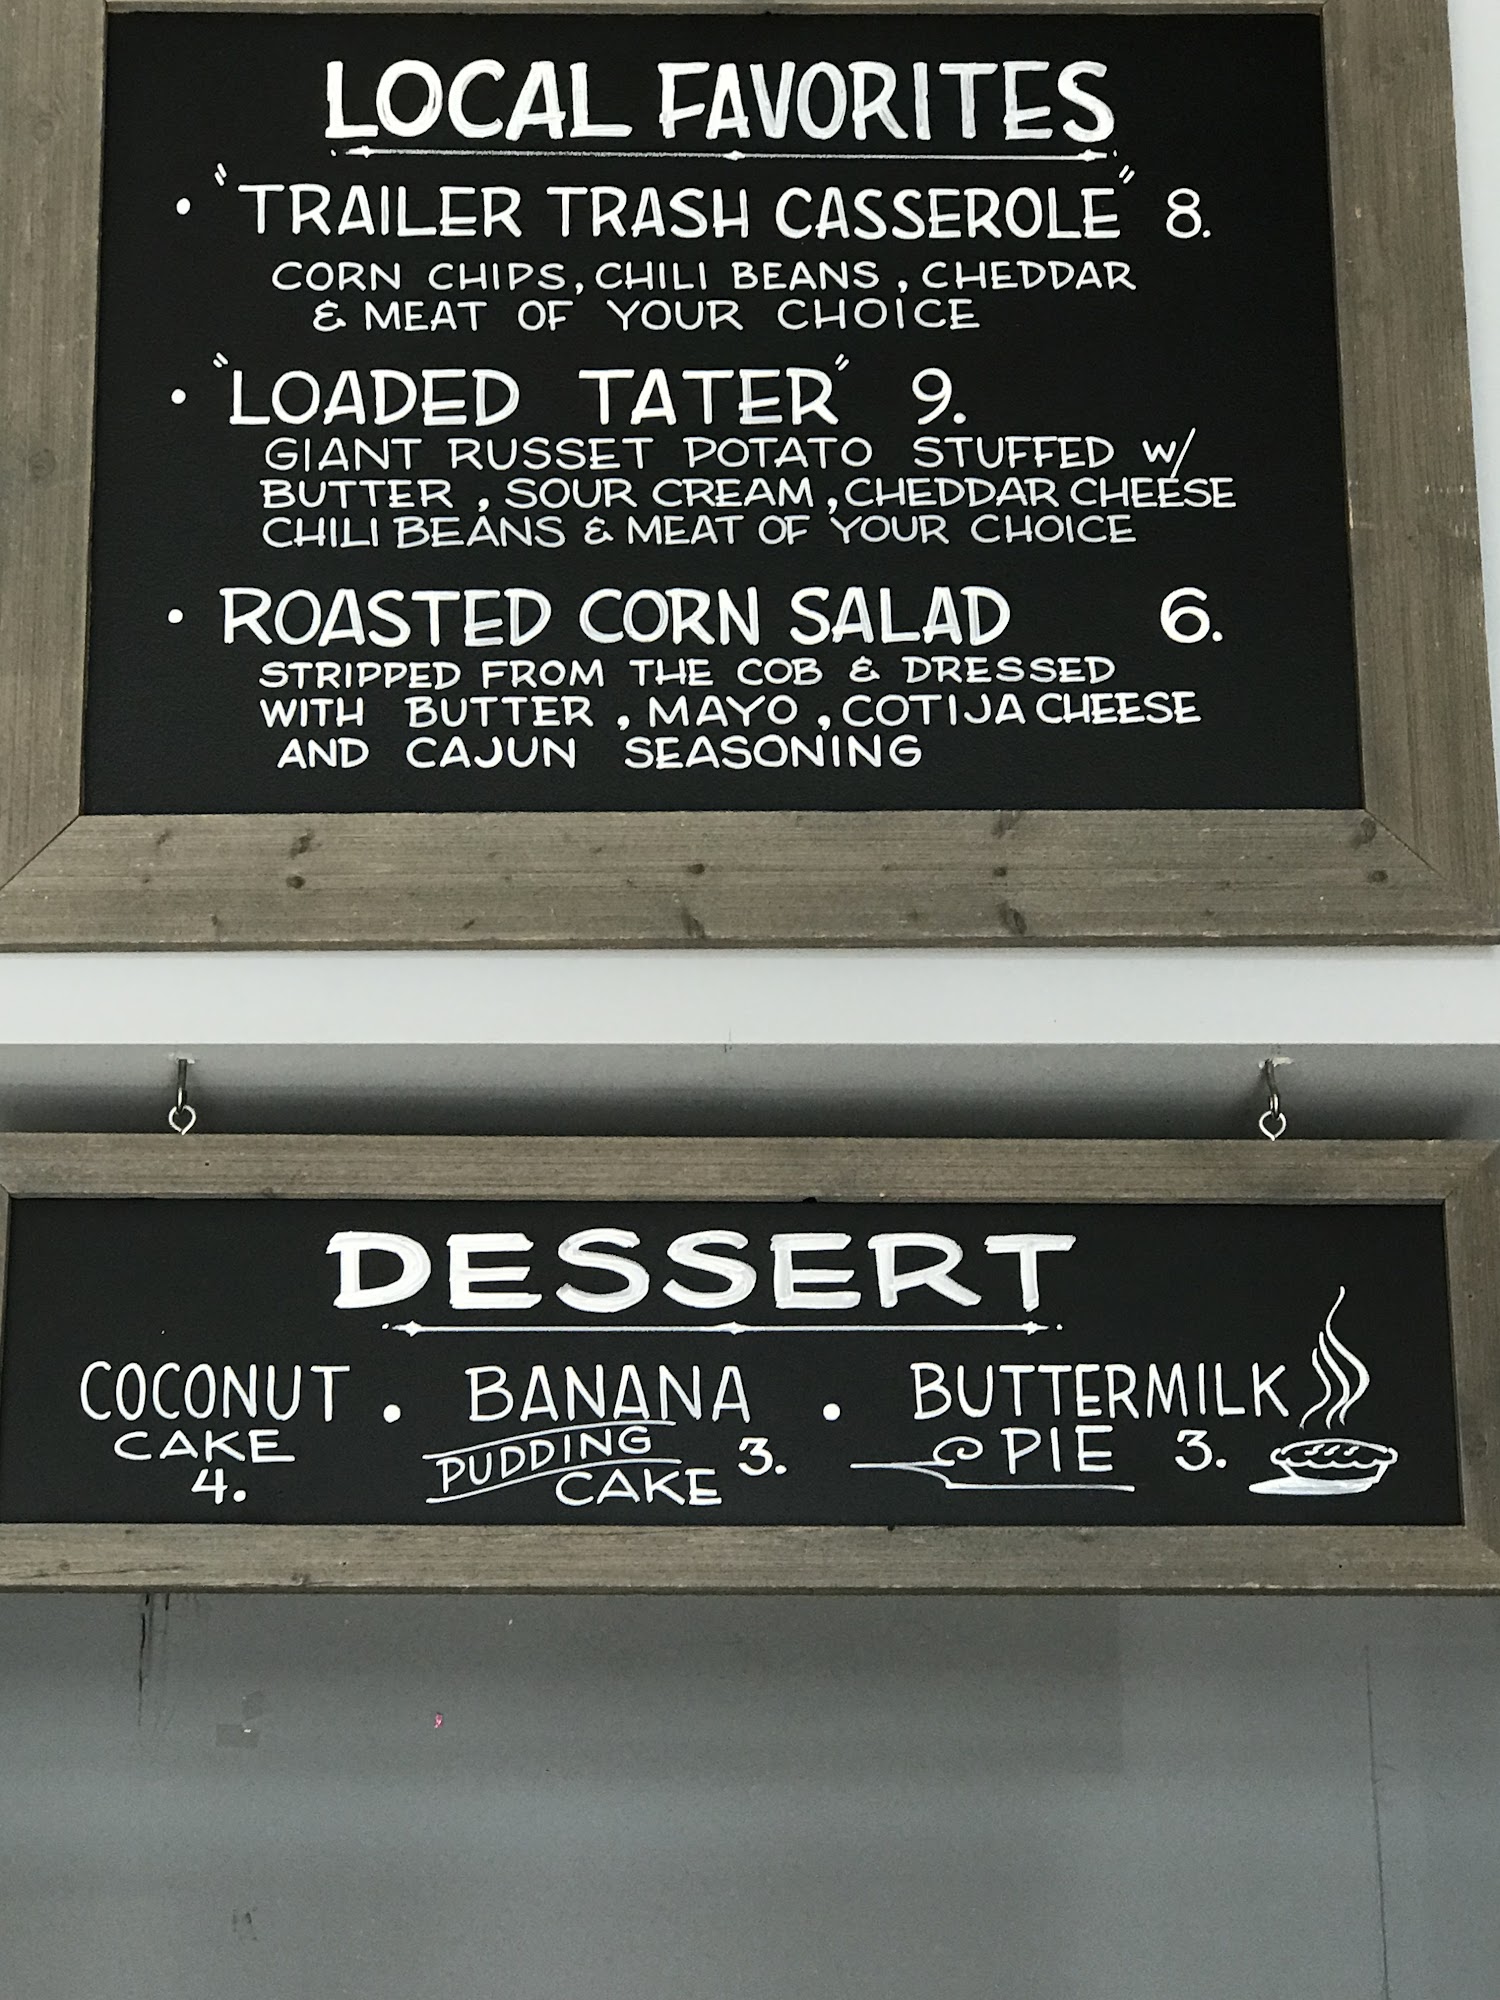 LOCAL FAVORITES
• "TRAILER TRASH CASSEROLE" 8.
CORN CHIPS, CHILI BEANS, CHEDDAR
& MEAT OF YOUR CHOICE
• "LOADED TATER" 9.
GIANT RUSSET POTATO STUFFED W/
BUTTER, SOUR CREAM, CHEDDAR CHEESE
CHILI BEANS & MEAT OF YOUR CHOICE
• ROASTED CORN SALAD 6.
STRIPPED FROM THE COB & DRESSED
WITH BUTTER, MAYO, COTIJA CHEESE
AND CAJUN SEASONING
DESSERT
COCONUT
CAKE
4.
• BANANA
PUDDING
CAKE 3.
• BUTTERMILK
PIE 3.